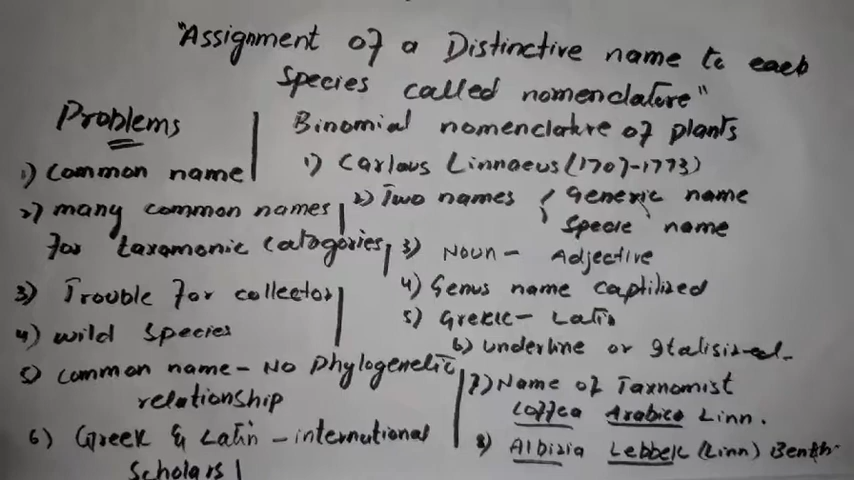 "Assignment of a Distinctive name to each
Species called nomenclature"
Problems
1) Common name
2) many common names
for taxamonic Catogories
3) Trouble for collector
4) wild species
5) Common name - No phylogenetic
relationship
6) Greek & Latin - international
Scholars
Binomial nomenclature of plants
1) Carlous Linnaeus (1707-1773)
2) Two names Generic name
Specie name
3) Noun - Adjective
4) Genus name captilized
5) Grekic - Latin
6) underline or Italisized
7) Name of Taxnomist
Coffea Arabica Linn.
8) Albizia Lebbek (Linn) Benth